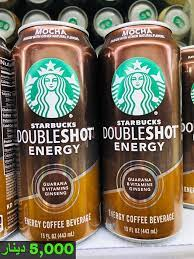 MOCHA
MOCHA
STARBUCKS
DOUBLESHOT
ENERGY
GUARANA
B VITAMINS
GINSENG
ENERGY COFFEE BEVERAGE
15 FL OZ (443 mL)
STARBUCKS
DOUBLESHOT
ENERGY
GUARANA
B VITAMINS
GINSENG
ENERGY COFFEE BEVERAGE
15 FL OZ (443 mL)
5,000 دينار